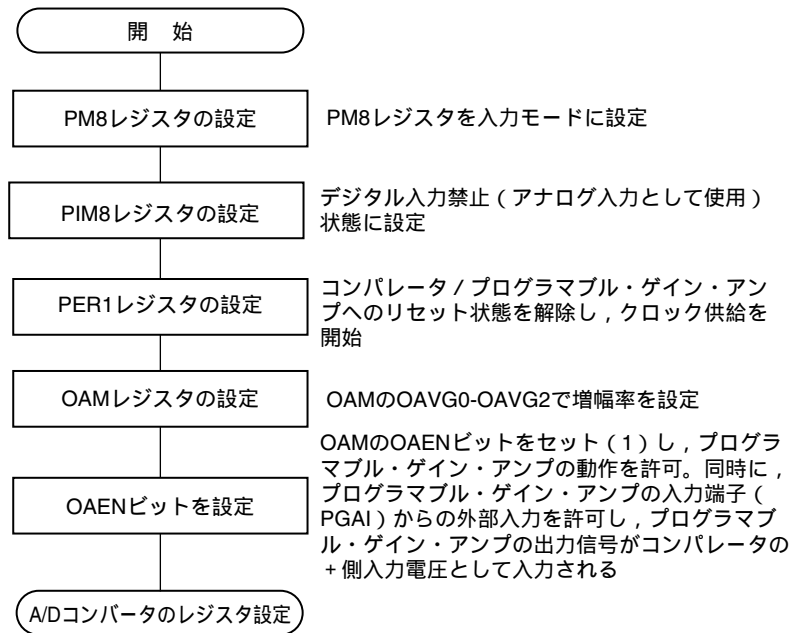 開　始
PM8レジスタの設定
PM8レジスタを入力モードに設定
PIM8レジスタの設定
デジタル入力禁止（アナログ入力として使用）
状態に設定
PER1レジスタの設定
コンパレータ／プログラマブル・ゲイン・アン
プへのリセット状態を解除し，クロック供給を
開始
OAMレジスタの設定
OAMのOAVG0-OAVG2で増幅率を設定
OAENビットを設定
OAMのOAENビットをセット（1）し，プログラ
マブル・ゲイン・アンプの動作を許可。同時に，
プログラマブル・ゲイン・アンプの入力端子（
PGAI）からの外部入力を許可し，プログラマブ
ル・ゲイン・アンプの出力信号がコンパレータの
＋側入力電圧として入力される
A/Dコンバータのレジスタ設定